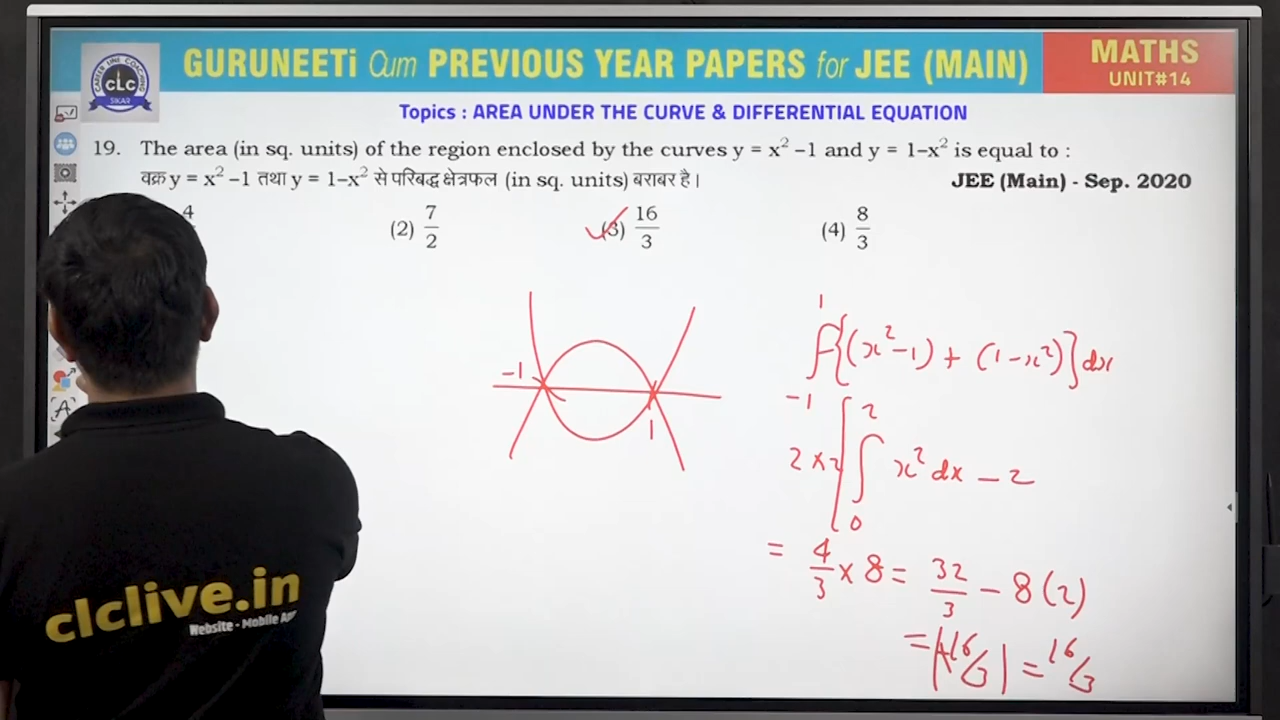 GURUNEETi Cum PREVIOUS YEAR PAPERS for JEE (MAIN)
MATHS
UNIT#14
CAREER LINE COACHING
CLC
SIKAR
Topics : AREA UNDER THE CURVE & DIFFERENTIAL EQUATION
19. The area (in sq. units) of the region enclosed by the curves y = x² –1 and y = 1–x² is equal to :
वक्र y = x² –1 तथा y = 1–x² से परिबद्ध क्षेत्रफल (in sq. units) बराबर है।
JEE (Main) - Sep. 2020
4
(2) 7/2
(3) 16/3
(4) 8/3
-1
1
1
∫{(x²-1) + (1-x²)}dx
-1
2
2×2 ∫ x² dx - 2
0
= 4/3 × 8 = 32/3 - 8(2)
= |16/3| = 16/3
clclive.in
Website - Mobile App